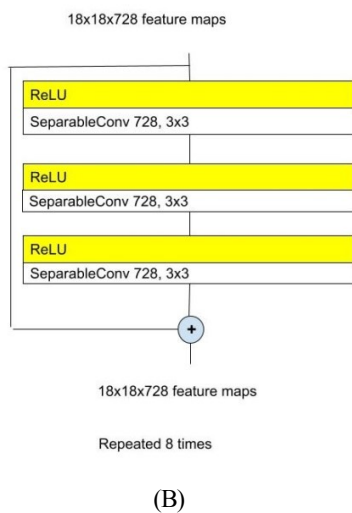 18x18x728 feature maps
ReLU
SeparableConv 728, 3x3
ReLU
SeparableConv 728, 3x3
ReLU
SeparableConv 728, 3x3
+
18x18x728 feature maps
Repeated 8 times
(B)